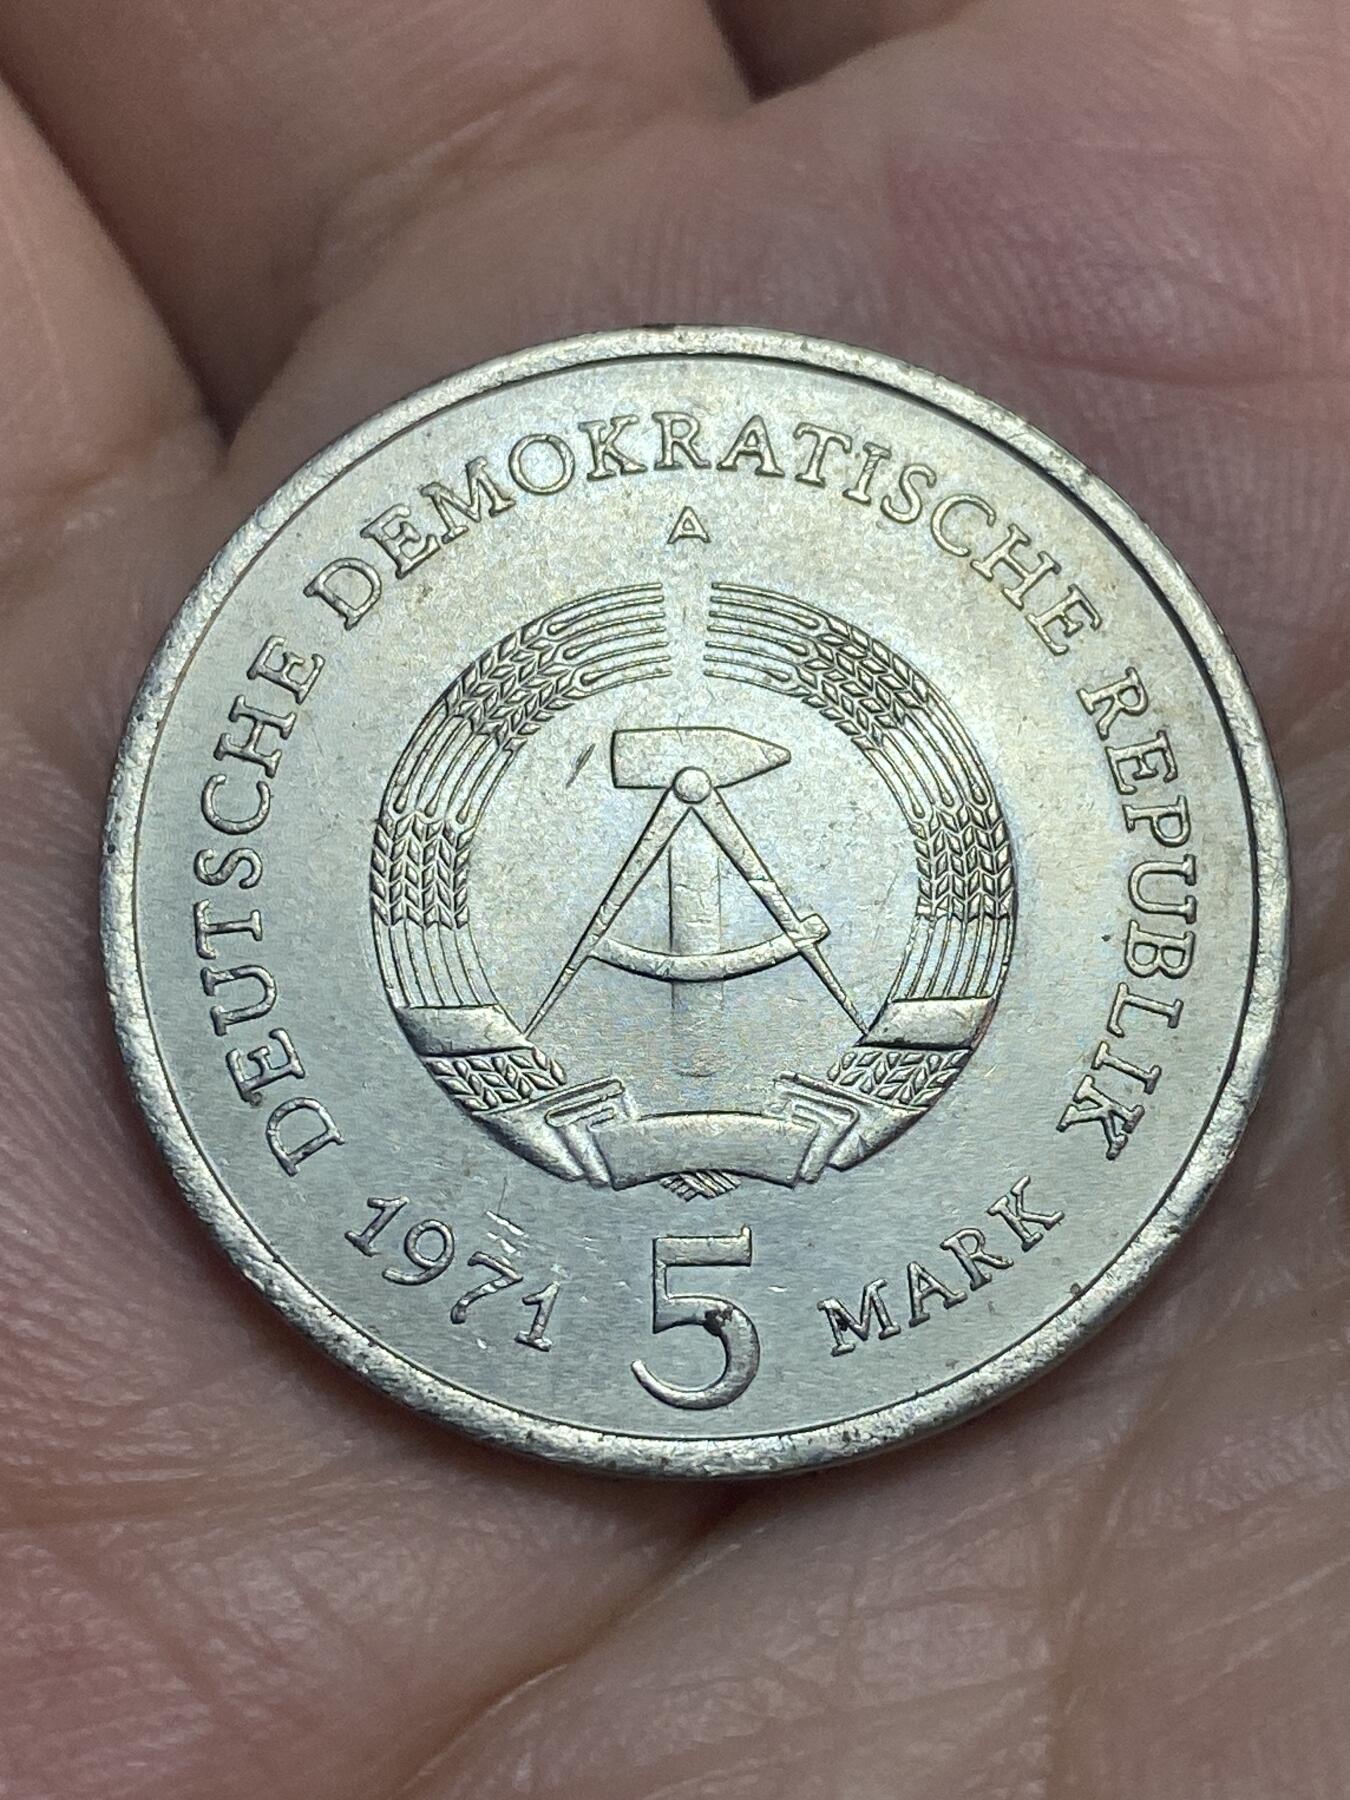 DEUTSCHE DEMOKRATISCHE REPUBLIK
A
1971 5 MARK